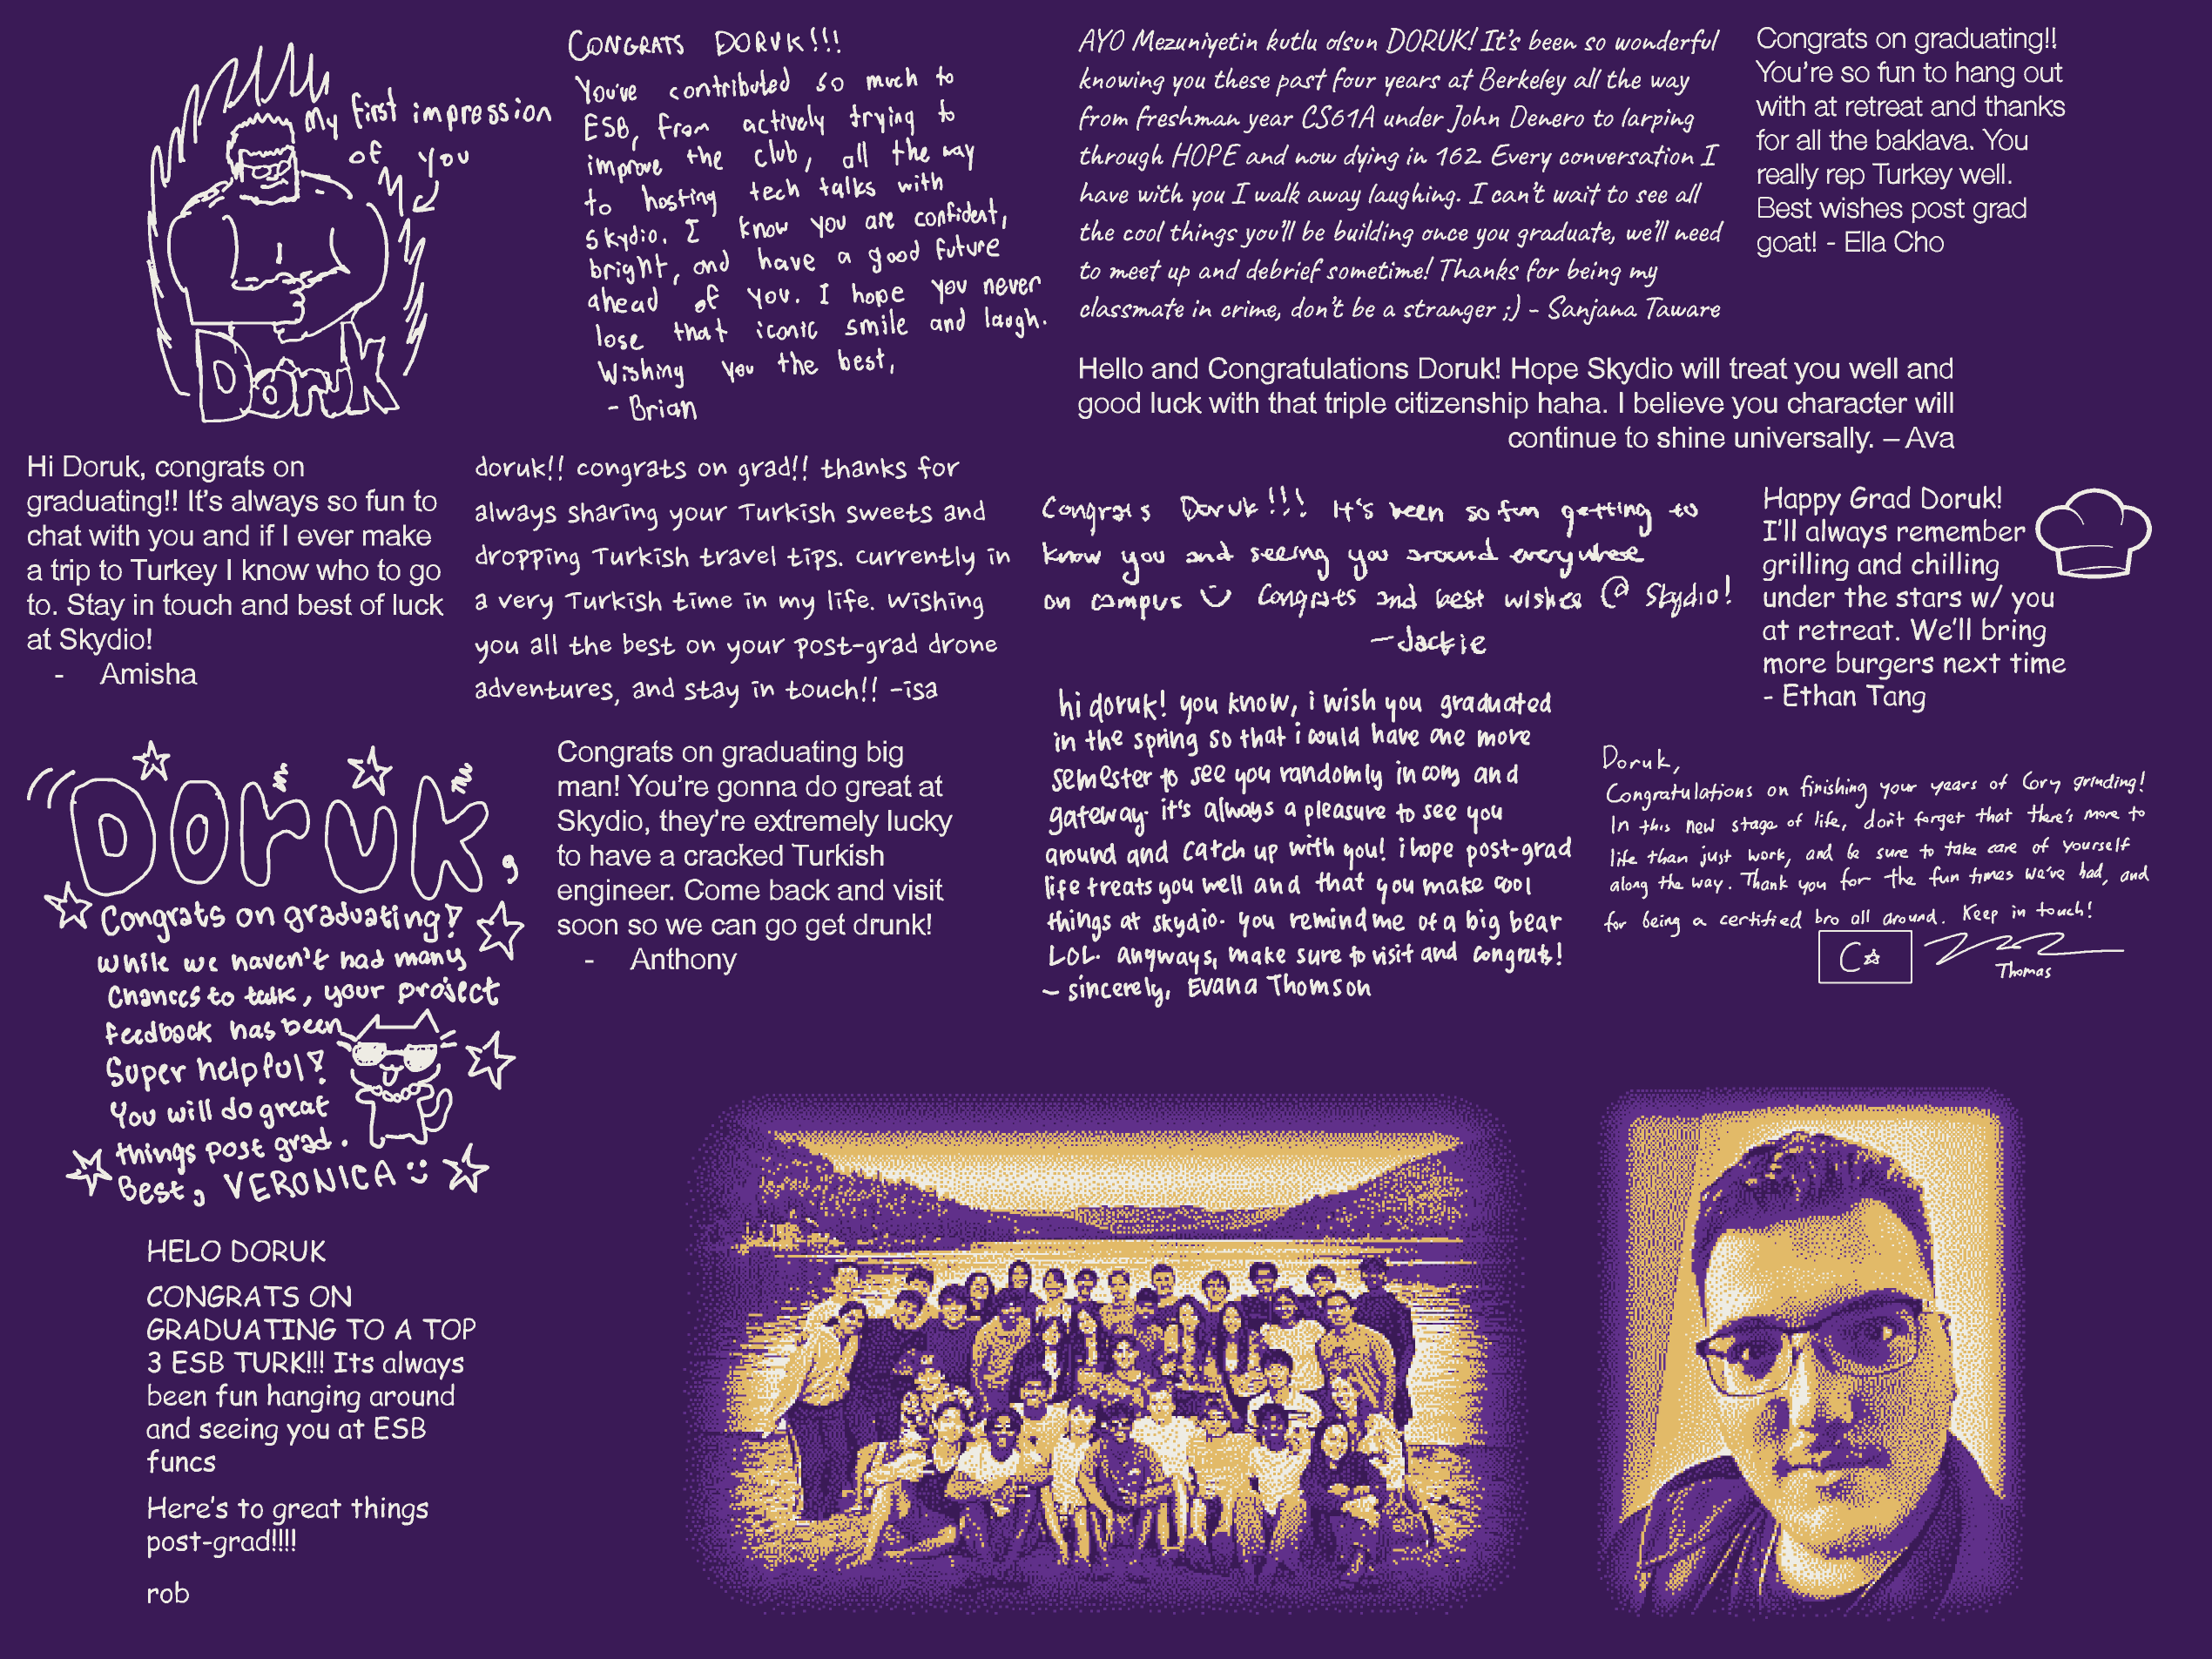 My first impression
of you
Doruk
CONGRATS DORUK!!!
You've contributed so much to
ESB, from actively trying to
improve the club, all the way
to hosting tech talks with
Skydio. I know you are confident,
bright, and have a good future
ahead of you. I hope you never
lose that iconic smile and laugh.
Wishing you the best,
- Brian
AYO Mezuniyetin kutlu olsun DORUK! It's been so wonderful
knowing you these past four years at Berkeley all the way
from freshman year CS61A under John Denero to larping
through HOPE and now dying in 162. Every conversation I
have with you I walk away laughing. I can't wait to see all
the cool things you'll be building once you graduate, we'll need
to meet up and debrief sometime! Thanks for being my
classmate in crime, don't be a stranger ;) - Sanjana Taware
Congrats on graduating!!
You're so fun to hang out
with at retreat and thanks
for all the baklava. You
really rep Turkey well.
Best wishes post grad
goat! - Ella Cho
Hello and Congratulations Doruk! Hope Skydio will treat you well and
good luck with that triple citizenship haha. I believe you character will
continue to shine universally. – Ava
Hi Doruk, congrats on
graduating!! It's always so fun to
chat with you and if I ever make
a trip to Turkey I know who to go
to. Stay in touch and best of luck
at Skydio!
- Amisha
doruk!! congrats on grad!! thanks for
always sharing your Turkish sweets and
dropping Turkish travel tips. currently in
a very Turkish time in my life. Wishing
you all the best on your post-grad drone
adventures, and stay in touch!! -isa
Congrats Doruk!!! It's been so fun getting to
know you and seeing you around everywhere
on campus :) Congrats and best wishes @ Skydio!
-Jackie
Happy Grad Doruk!
I'll always remember
grilling and chilling
under the stars w/ you
at retreat. We'll bring
more burgers next time
- Ethan Tang
DORUK,
Congrats on graduating!
While we haven't had many
chances to talk, your project
feedback has been
super helpful!
You will do great
things post grad.
Best, VERONICA :)
Congrats on graduating big
man! You're gonna do great at
Skydio, they're extremely lucky
to have a cracked Turkish
engineer. Come back and visit
soon so we can go get drunk!
- Anthony
hi doruk! you know, i wish you graduated
in the spring so that i could have one more
semester to see you randomly in cory and
gateway. it's always a pleasure to see you
around and catch up with you! i hope post-grad
life treats you well and that you make cool
things at skydio. you remind me of a big bear
LOL. anyways, make sure to visit and congrats!
- sincerely, Evana Thomson
Doruk,
Congratulations on finishing your years of Cory grinding!
In this new stage of life, don't forget that there's more to
life than just work, and be sure to take care of yourself
along the way. Thank you for the fun times we've had, and
for being a certified bro all around. Keep in touch!
Thomas
HELO DORUK
CONGRATS ON
GRADUATING TO A TOP
3 ESB TURK!!! Its always
been fun hanging around
and seeing you at ESB
funcs
Here's to great things
post-grad!!!!
rob